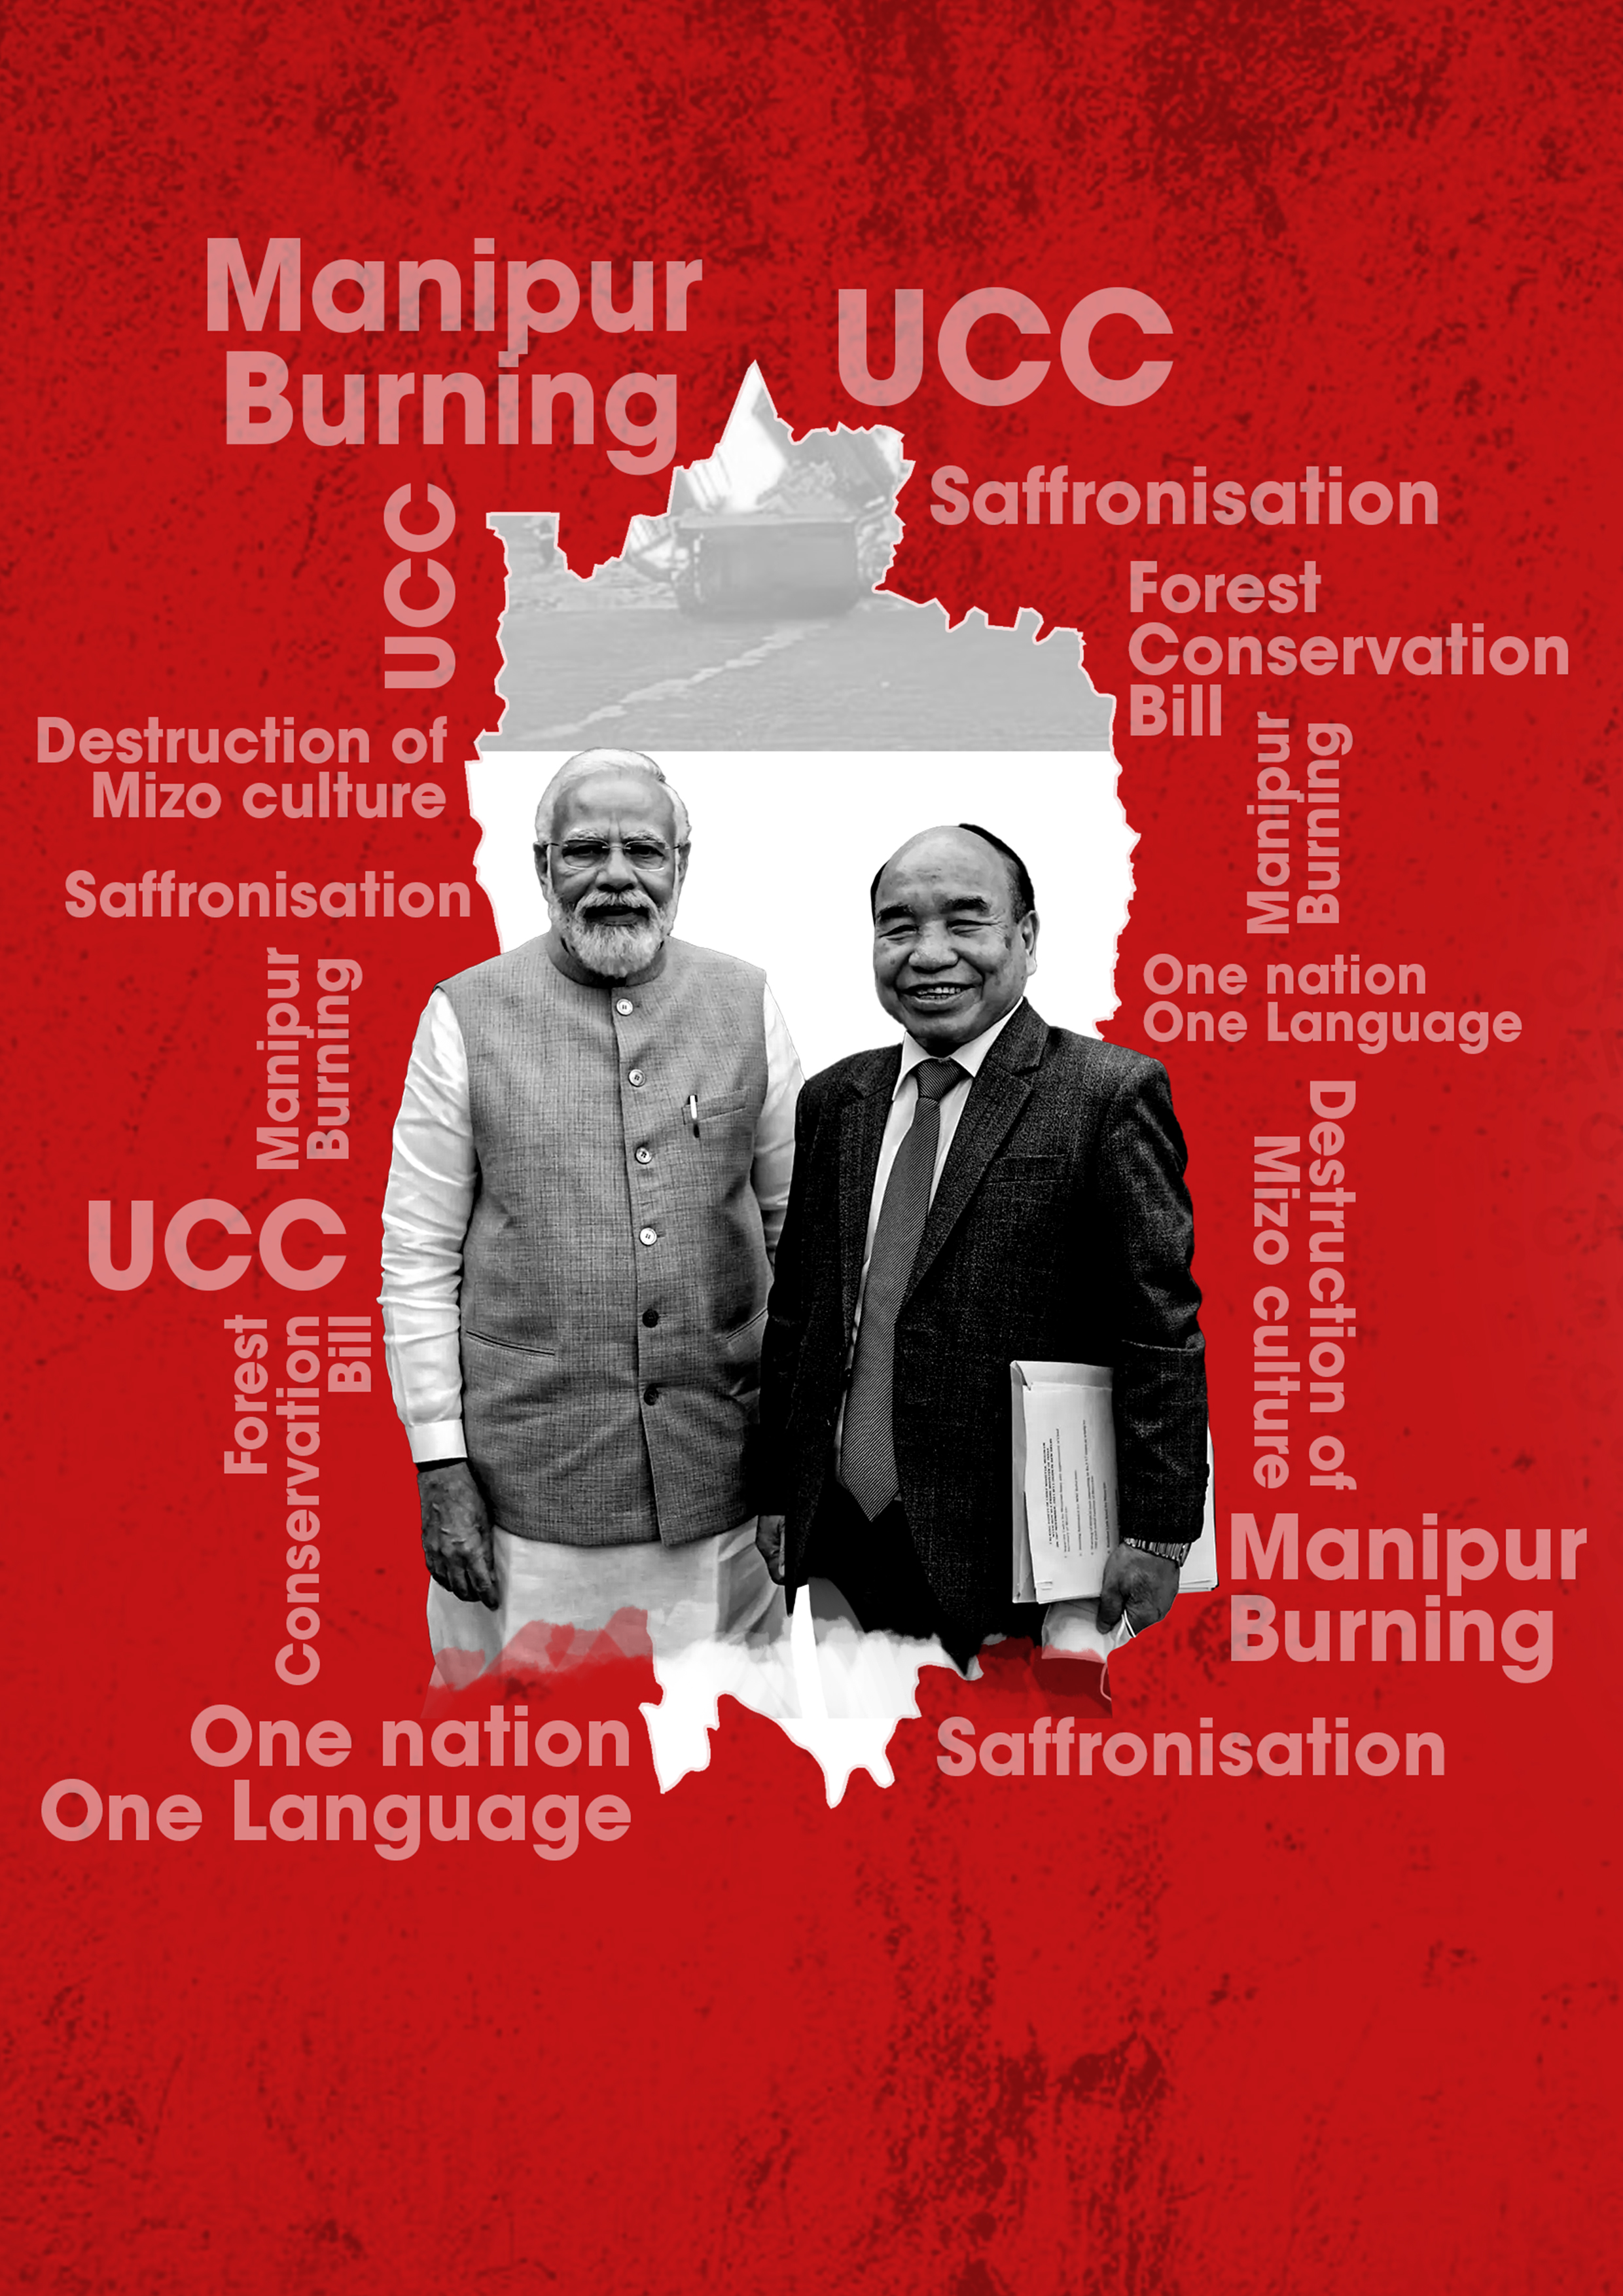 Manipur
Burning
UCC
UCC
Saffronisation
Forest
Conservation
Bill
Destruction of
Mizo culture
Manipur
Burning
Saffronisation
Manipur
Burning
One nation
One Language
Destruction of
Mizo culture
UCC
Forest
Conservation
Bill
Manipur
Burning
One nation
One Language
Saffronisation